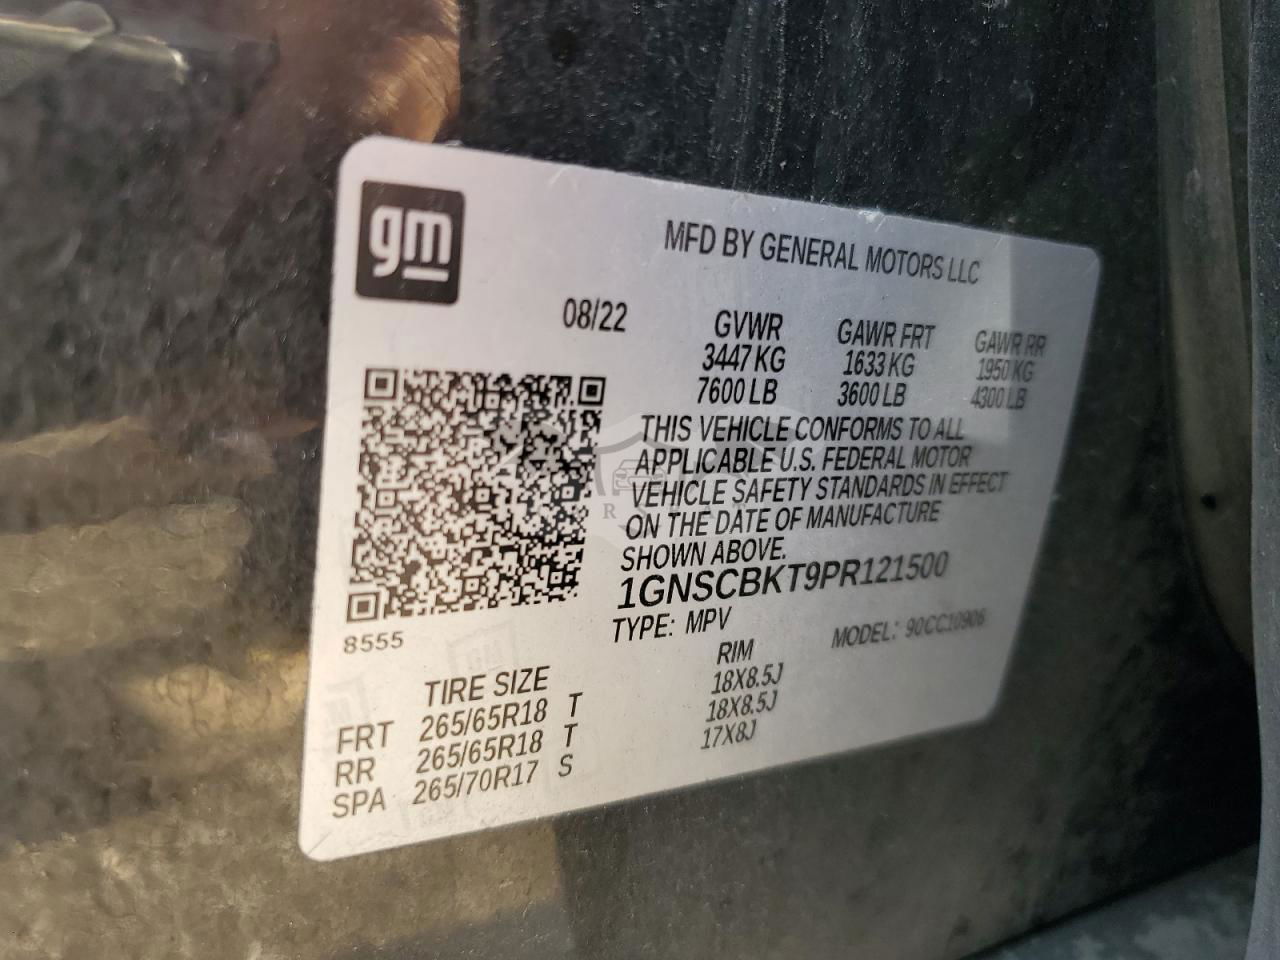 gm
MFD BY GENERAL MOTORS LLC
08/22
GVWR GAWR FRT GAWR RR
3447 KG 1633 KG 1950 KG
7600 LB 3600 LB 4300 LB
THIS VEHICLE CONFORMS TO ALL
APPLICABLE U.S. FEDERAL MOTOR
VEHICLE SAFETY STANDARDS IN EFFECT
ON THE DATE OF MANUFACTURE
SHOWN ABOVE.
1GNSCBKT9PR121500
TYPE: MPV MODEL: 90CC10906
8555
TIRE SIZE RIM
FRT 265/65R18 T 18X8.5J
RR 265/65R18 T 18X8.5J
SPA 265/70R17 S 17X8J